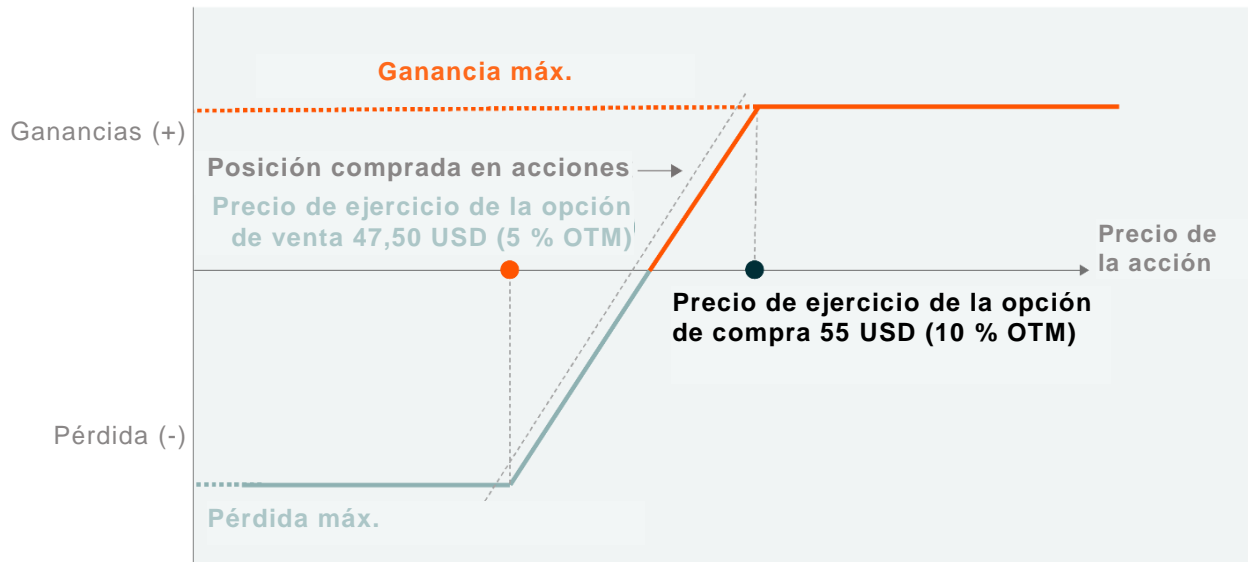 Ganancia máx.
Ganancias (+)
Posición comprada en acciones
Precio de ejercicio de la opción
de venta 47,50 USD (5 % OTM)
Precio de
la acción
Precio de ejercicio de la opción
de compra 55 USD (10 % OTM)
Pérdida (-)
Pérdida máx.